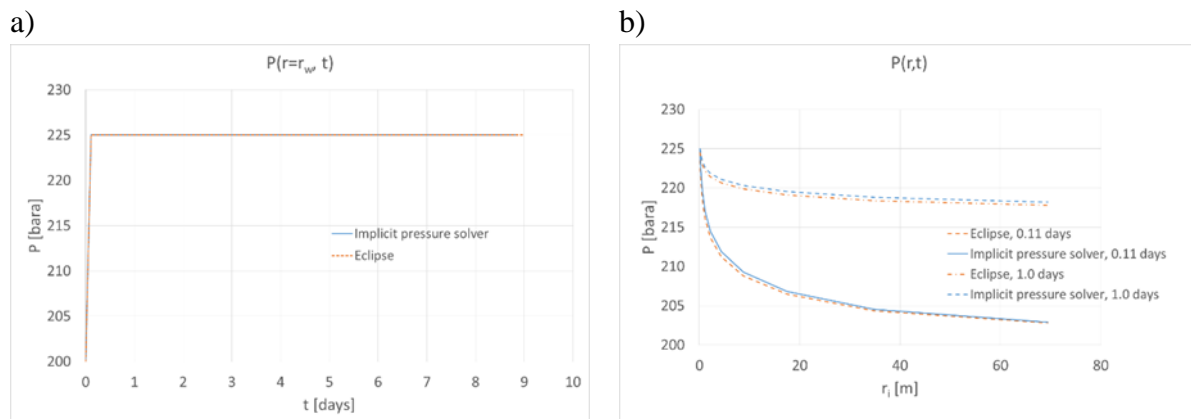 a)
P(r=r_w, t)
230
225
220
215
210
205
200
P [bara]
0 1 2 3 4 5 6 7 8 9 10
t [days]
Implicit pressure solver
Eclipse
b)
P(r,t)
230
225
220
215
210
205
200
P [bara]
0 20 40 60 80
r_i [m]
Eclipse, 0.11 days
Implicit pressure solver, 0.11 days
Eclipse, 1.0 days
Implicit pressure solver, 1.0 days